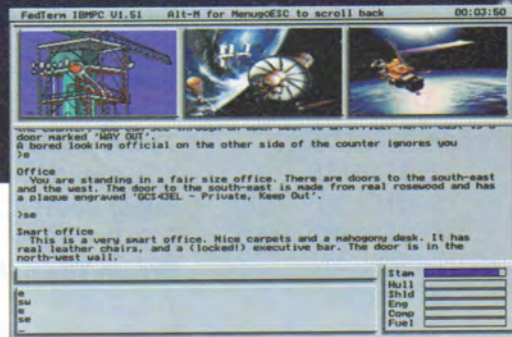 FedTerm IBMPC V1.51 Alt-M for MenugoESC to scroll back 00:03:50
door marked 'WAY OUT'.
A bored looking official on the other side of the counter ignores you
>e
Office
You are standing in a fair size office. There are doors to the south-east
and the west. The door to the south-east is made from real rosewood and has
a plaque engraved 'GCS43EL - Private, Keep Out'.
>se
Smart office
This is a very smart office. Nice carpets and a mahogony desk. It has
real leather chairs, and a (locked!) executive bar. The door is in the
north-west wall.
e
sw
e
se
_
Stam
Hull
Shld
Eng
Comp
Fuel